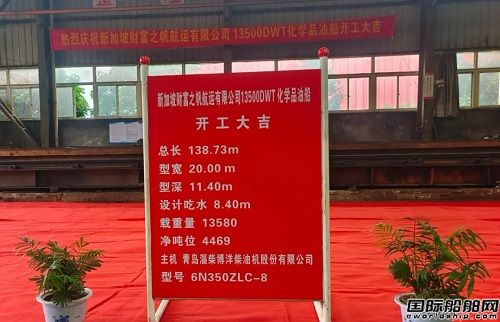 热烈庆祝新加坡财富之帆航运有限公司13500DWT化学品油船开工大吉
新加坡财富之帆航运有限公司13500DWT化学品油船
开工大吉
总长 138.73m
型宽 20.00 m
型深 11.40m
设计吃水 8.40m
载重量 13580
净吨位 4469
主机 青岛淄柴博洋柴油机股份有限公司
型号 6N350ZLC-8
国际船舶网
www.eworldship.com